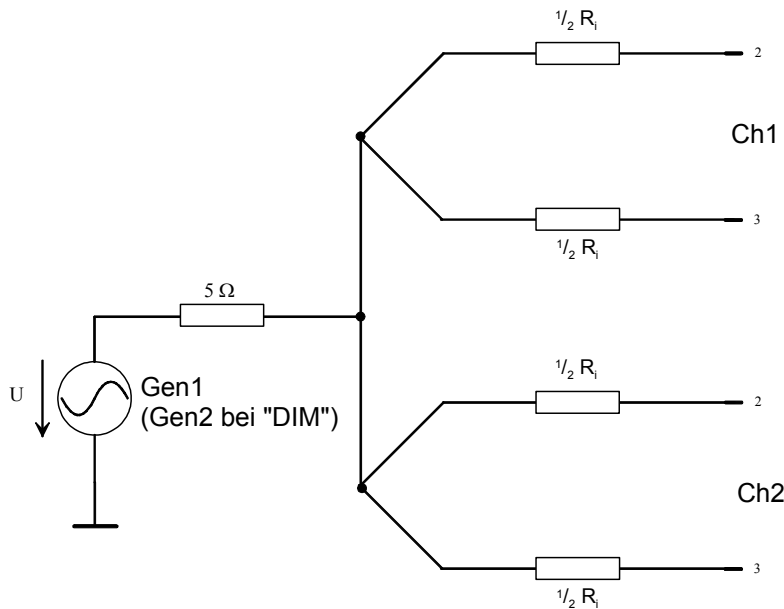 ½ Rᵢ
2
Ch1
3
½ Rᵢ
5 Ω
U
Gen1
(Gen2 bei "DIM")
½ Rᵢ
2
Ch2
3
½ Rᵢ